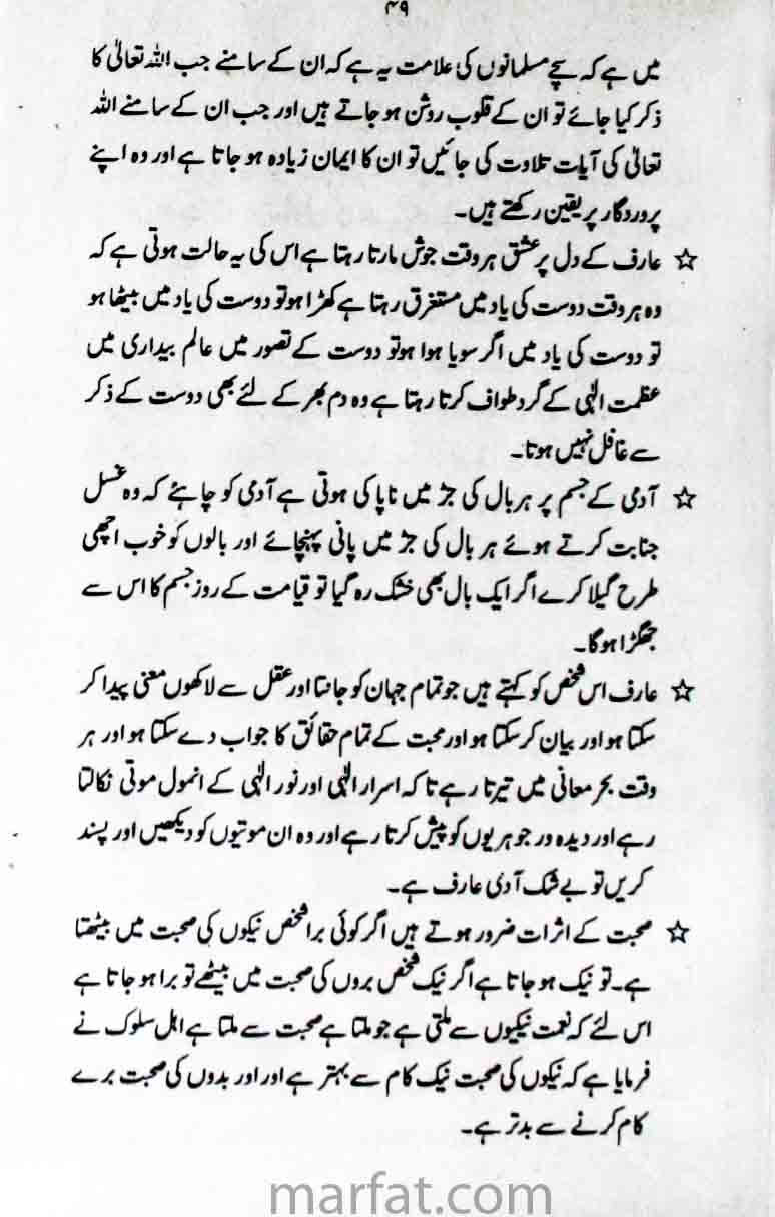 ۴۹
میں ہے کہ سچے مسلمانوں کی علامت یہ ہے کہ ان کے سامنے جب اللہ تعالیٰ کا
ذکر کیا جائے تو ان کے قلوب روشن ہو جاتے ہیں اور جب ان کے سامنے اللہ
تعالیٰ کی آیات تلاوت کی جائیں تو ان کا ایمان زیادہ ہو جاتا ہے اور وہ اپنے
پروردگار پر یقین رکھتے ہیں۔
☆ عارف کے دل پر عشق ہر وقت جوش مارتا رہتا ہے اس کی یہ حالت ہوتی ہے کہ
وہ ہر وقت دوست کی یاد میں مستغرق رہتا ہے کھڑا ہو تو دوست کی یاد میں بیٹھا ہو
تو دوست کی یاد میں اگر سویا ہوا ہو تو دوست کے تصور میں عالم بیداری میں
عظمت الٰہی کے گرد طواف کرتا رہتا ہے وہ دم بھر کے لئے بھی دوست کے ذکر
سے غافل نہیں ہوتا۔
☆ آدمی کے جسم پر ہر بال کی جڑ میں ناپاکی ہوتی ہے آدمی کو چاہئے کہ وہ غسل
جنابت کرتے ہوئے ہر بال کی جڑ میں پانی پہنچائے اور بالوں کو خوب اچھی
طرح گیلا کرے اگر ایک بال بھی خشک رہ گیا تو قیامت کے روز جسم کا اس سے
جھگڑا ہو گا۔
☆ عارف اس شخص کو کہتے ہیں جو تمام جہان کو جانتا اور عقل سے لاکھوں معنی پیدا کر
سکتا ہو اور بیان کر سکتا ہو اور محبت کے تمام حقائق کا جواب دے سکتا ہو اور ہر
وقت بحر معانی میں تیرتا رہے تاکہ اسرار الٰہی اور نور الٰہی کے انمول موتی نکالتا
رہے اور دیدہ ور جوہریوں کو پیش کرتا رہے اور وہ ان موتیوں کو دیکھیں اور پسند
کریں تو بے شک آدمی عارف ہے۔
☆ صحبت کے اثرات ضرور ہوتے ہیں اگر کوئی برا شخص نیکوں کی صحبت میں بیٹھتا
ہے۔ تو نیک ہو جاتا ہے اگر نیک شخص بروں کی صحبت میں بیٹھے تو برا ہو جاتا ہے
اس لئے کہ نعمت نیکیوں سے ملتی ہے جو ملتا ہے صحبت سے ملتا ہے اہل سلوک نے
فرمایا ہے کہ نیکوں کی صحبت نیک کام سے بہتر ہے اور اور بدوں کی صحبت برے
کام کرنے سے بدتر ہے۔
marfat.com